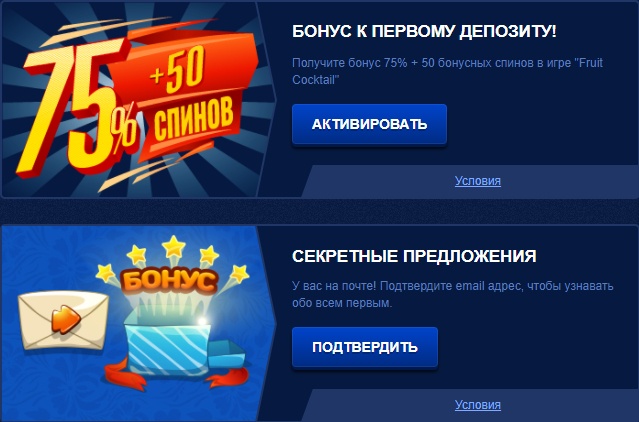 75%
+50
СПИНОВ
БОНУС К ПЕРВОМУ ДЕПОЗИТУ!
Получите бонус 75% + 50 бонусных спинов в игре "Fruit
Cocktail"
АКТИВИРОВАТЬ
Условия
БОНУС
СЕКРЕТНЫЕ ПРЕДЛОЖЕНИЯ
У вас на почте! Подтвердите email адрес, чтобы узнавать
обо всем первым.
ПОДТВЕРДИТЬ
Условия